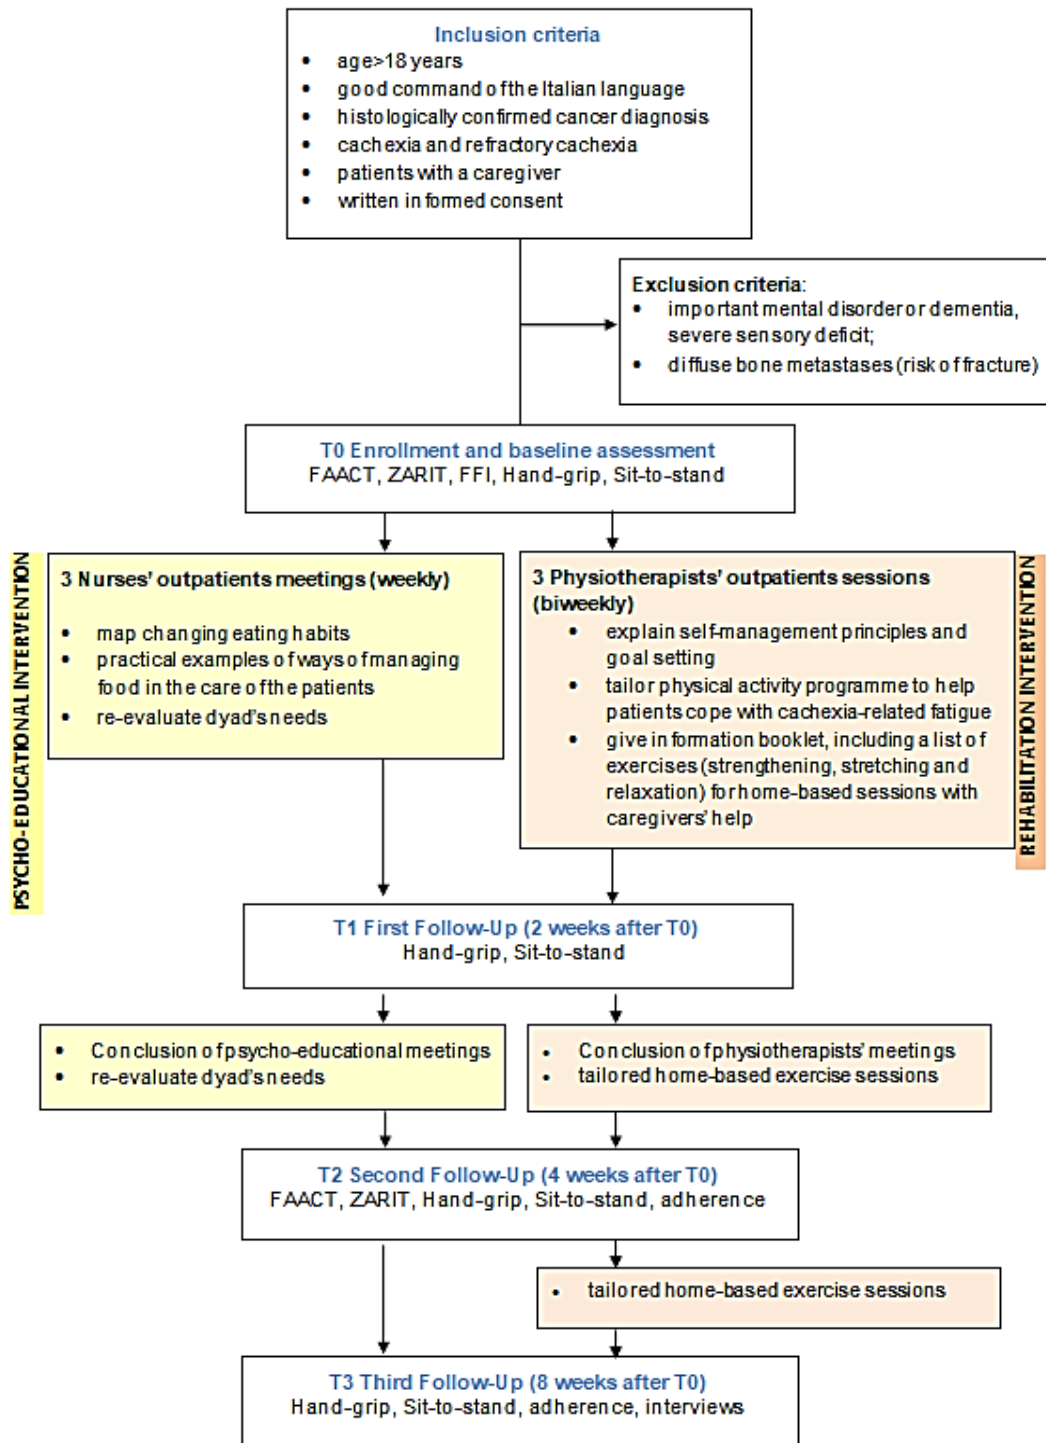 Inclusion criteria
• age>18 years
• good command of the Italian language
• histologically confirmed cancer diagnosis
• cachexia and refractory cachexia
• patients with a caregiver
• written informed consent
Exclusion criteria:
• important mental disorder or dementia,
severe sensory deficit;
• diffuse bone metastases (risk of fracture)
T0 Enrollment and baseline assessment
FAACT, ZARIT, FFI, Hand-grip, Sit-to-stand
PSYCHO-EDUCATIONAL INTERVENTION
3 Nurses' outpatients meetings (weekly)
• map changing eating habits
• practical examples of ways of managing
food in the care of the patients
• re-evaluate dyad's needs
3 Physiotherapists' outpatients sessions
(biweekly)
• explain self-management principles and
goal setting
• tailor physical activity programme to help
patients cope with cachexia-related fatigue
• give information booklet, including a list of
exercises (strengthening, stretching and
relaxation) for home-based sessions with
caregivers' help
REHABILITATION INTERVENTION
T1 First Follow-Up (2 weeks after T0)
Hand-grip, Sit-to-stand
• Conclusion of psycho-educational meetings
• re-evaluate dyad's needs
• Conclusion of physiotherapists' meetings
• tailored home-based exercise sessions
T2 Second Follow-Up (4 weeks after T0)
FAACT, ZARIT, Hand-grip, Sit-to-stand, adherence
• tailored home-based exercise sessions
T3 Third Follow-Up (8 weeks after T0)
Hand-grip, Sit-to-stand, adherence, interviews